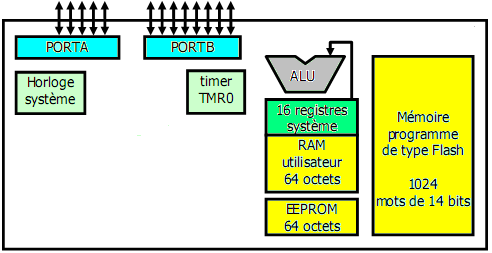 PORTA
PORTB
Horloge
système
timer
TMR0
ALU
16 registres
système
RAM
utilisateur
64 octets
EEPROM
64 octets
Mémoire
programme
de type Flash
1024
mots de 14 bits